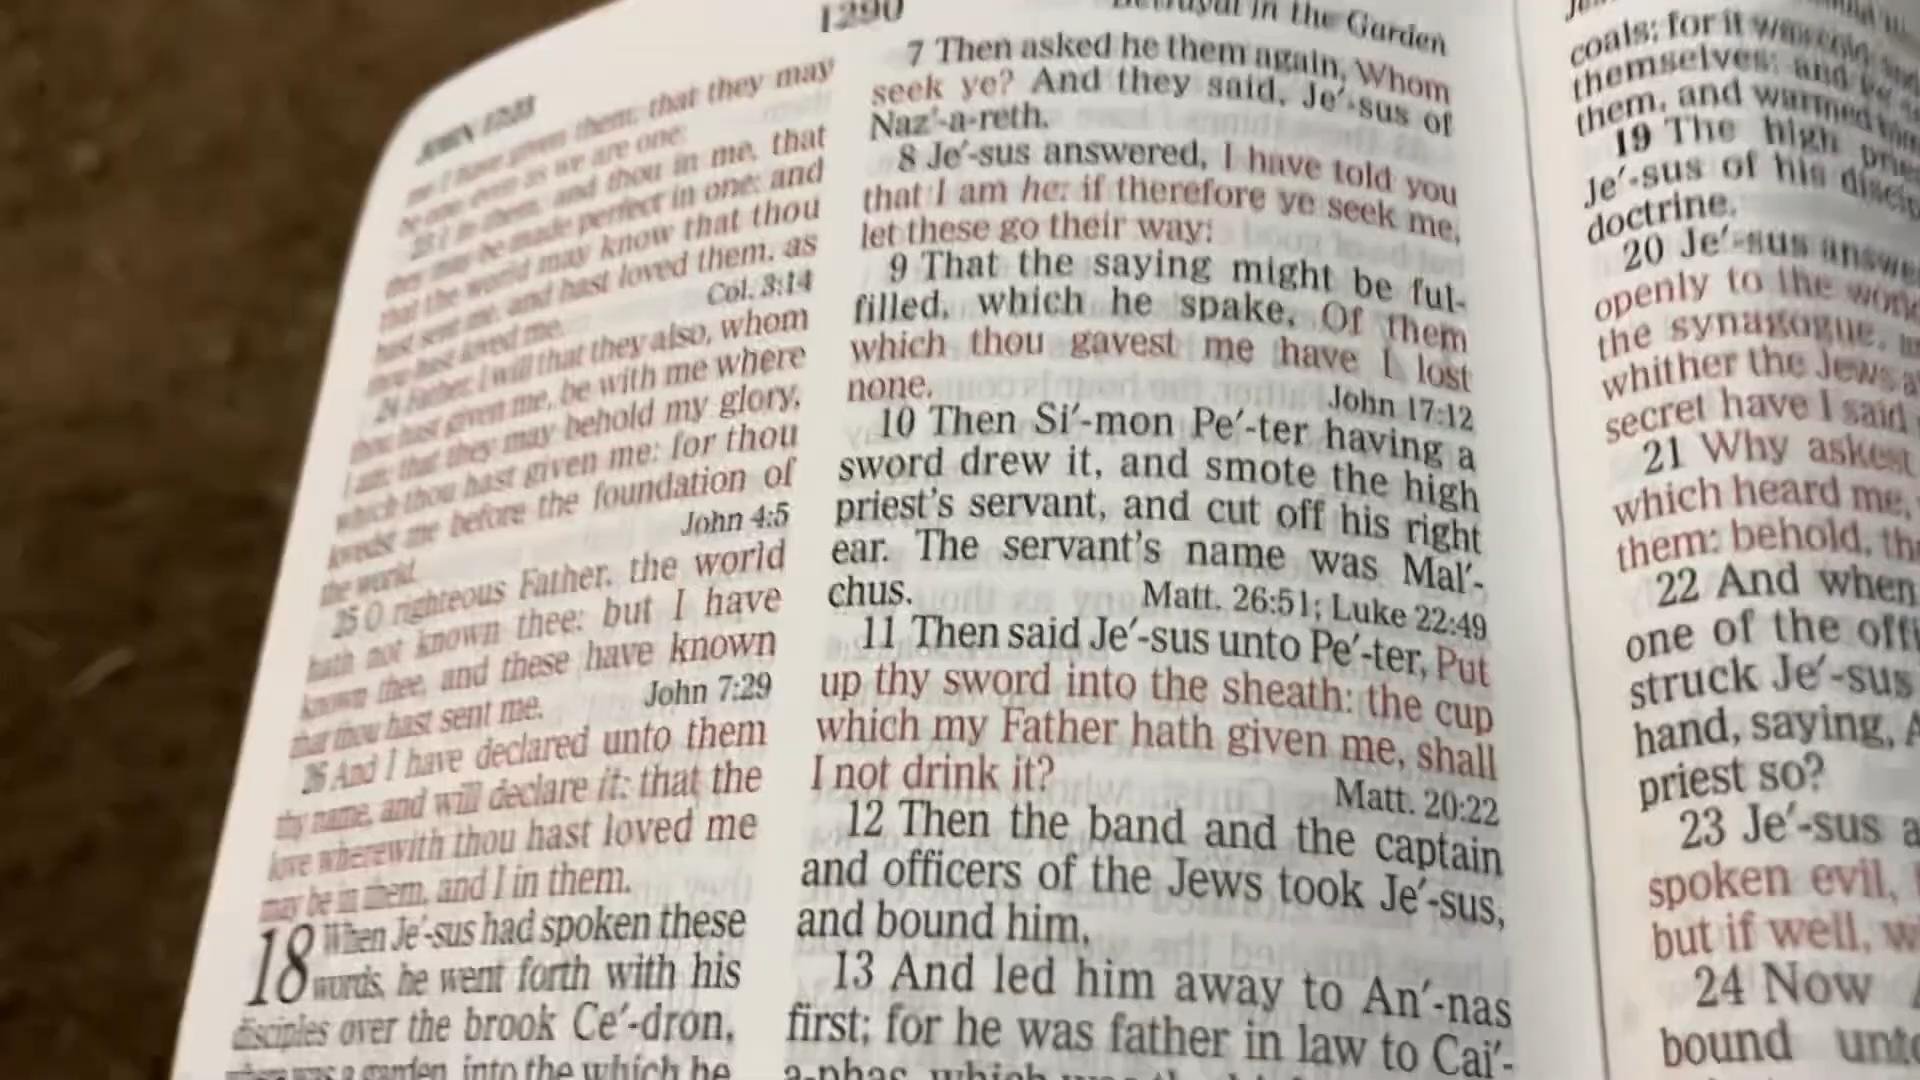 1290
Betrayal in the Garden
JOHN 17:23
me I have given them; that they may
be one, even as we are one:
23 I in them, and thou in me, that
they may be made perfect in one; and
that the world may know that thou
hast sent me, and hast loved them, as
thou hast loved me.
Col. 3:14
24 Father, I will that they also, whom
thou hast given me, be with me where
I am; that they may behold my glory,
which thou hast given me: for thou
lovedst me before the foundation of
the world.
John 4:5
25 O righteous Father, the world
hath not known thee: but I have
known thee, and these have known
that thou hast sent me.
John 7:29
26 And I have declared unto them
thy name, and will declare it: that the
love wherewith thou hast loved me
may be in them, and I in them.
18 When Je′-sus had spoken these
words, he went forth with his
disciples over the brook Ce′-dron,
where was a garden, into the which he
7 Then asked he them again, Whom
seek ye? And they said, Je′-sus of
Naz′-a-reth.
8 Je′-sus answered, I have told you
that I am he: if therefore ye seek me,
let these go their way:
9 That the saying might be ful-
filled, which he spake, Of them
which thou gavest me have I lost
none.
John 17:12
10 Then Si′-mon Pe′-ter having a
sword drew it, and smote the high
priest's servant, and cut off his right
ear. The servant's name was Mal′-
chus.
Matt. 26:51; Luke 22:49
11 Then said Je′-sus unto Pe′-ter, Put
up thy sword into the sheath: the cup
which my Father hath given me, shall
I not drink it?
Matt. 20:22
12 Then the band and the captain
and officers of the Jews took Je′-sus,
and bound him,
13 And led him away to An′-nas
first; for he was father in law to Cai′-
a-phas, which was the
coals; for it was cold: and
themselves: and
them, and warmed
19 The high
Je′-sus of his
doctrine.
20 Je′-sus
openly to the
the synagogue,
whither the Jews
secret have I said
21 Why askest
which heard me,
them: behold,
22 And when
one of the
struck Je′-sus
hand, saying,
priest so?
23 Je′-sus
spoken evil,
but if well,
24 Now
bound